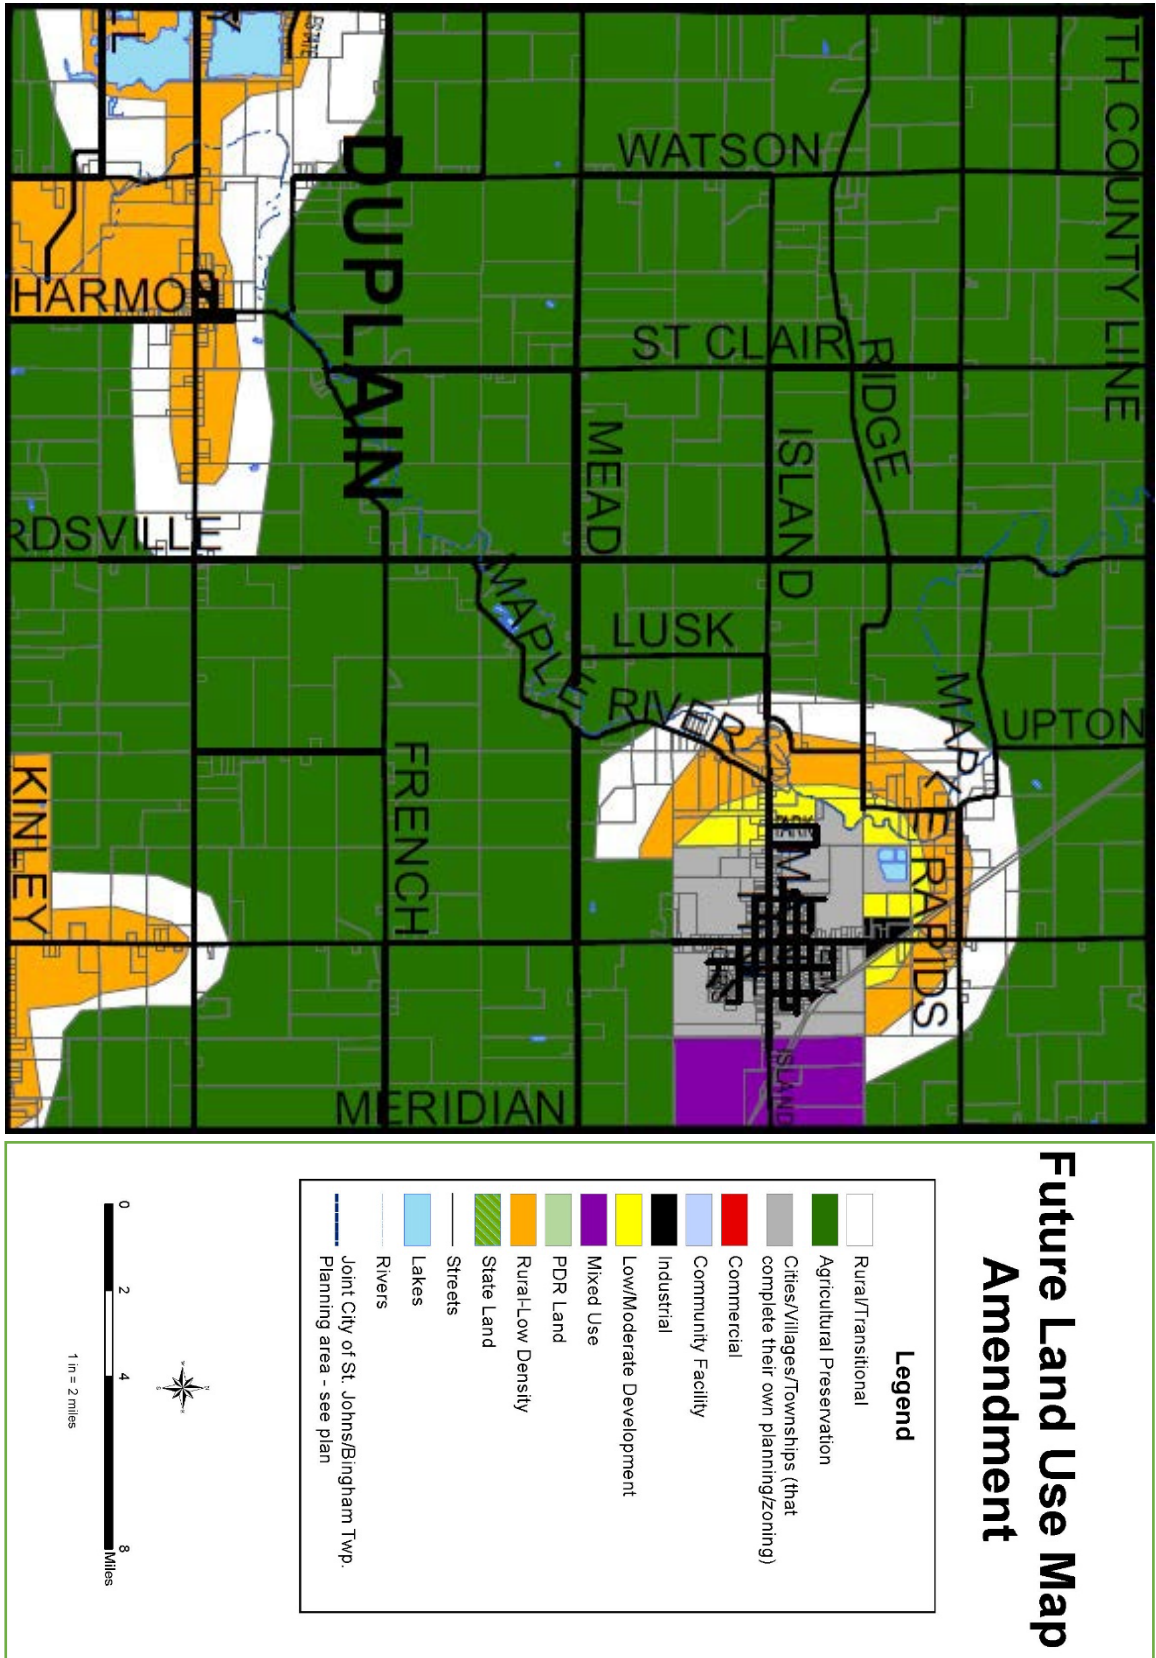 TH COUNTY LINE
WATSON
ST CLAIR
RIDGE
HARMON
DUPLAIN
MEAD
ISLAND
RDSVILLE
LUSK
MAPLE RIVER
UPTON
MAPLE RAPIDS
PARK
KINLEY
FRENCH
MERIDIAN
ISLAND
Future Land Use Map
Amendment
Legend
Rural/Transitional
Agricultural Preservation
Cities/Villages/Townships (that
complete their own planning/zoning)
Commercial
Community Facility
Industrial
Low/Moderate Development
Mixed Use
PDR Land
Rural-Low Density
State Land
Streets
Lakes
Rivers
Joint City of St. Johns/Bingham Twp.
Planning area - see plan
0 2 4 8
Miles
1 in = 2 miles